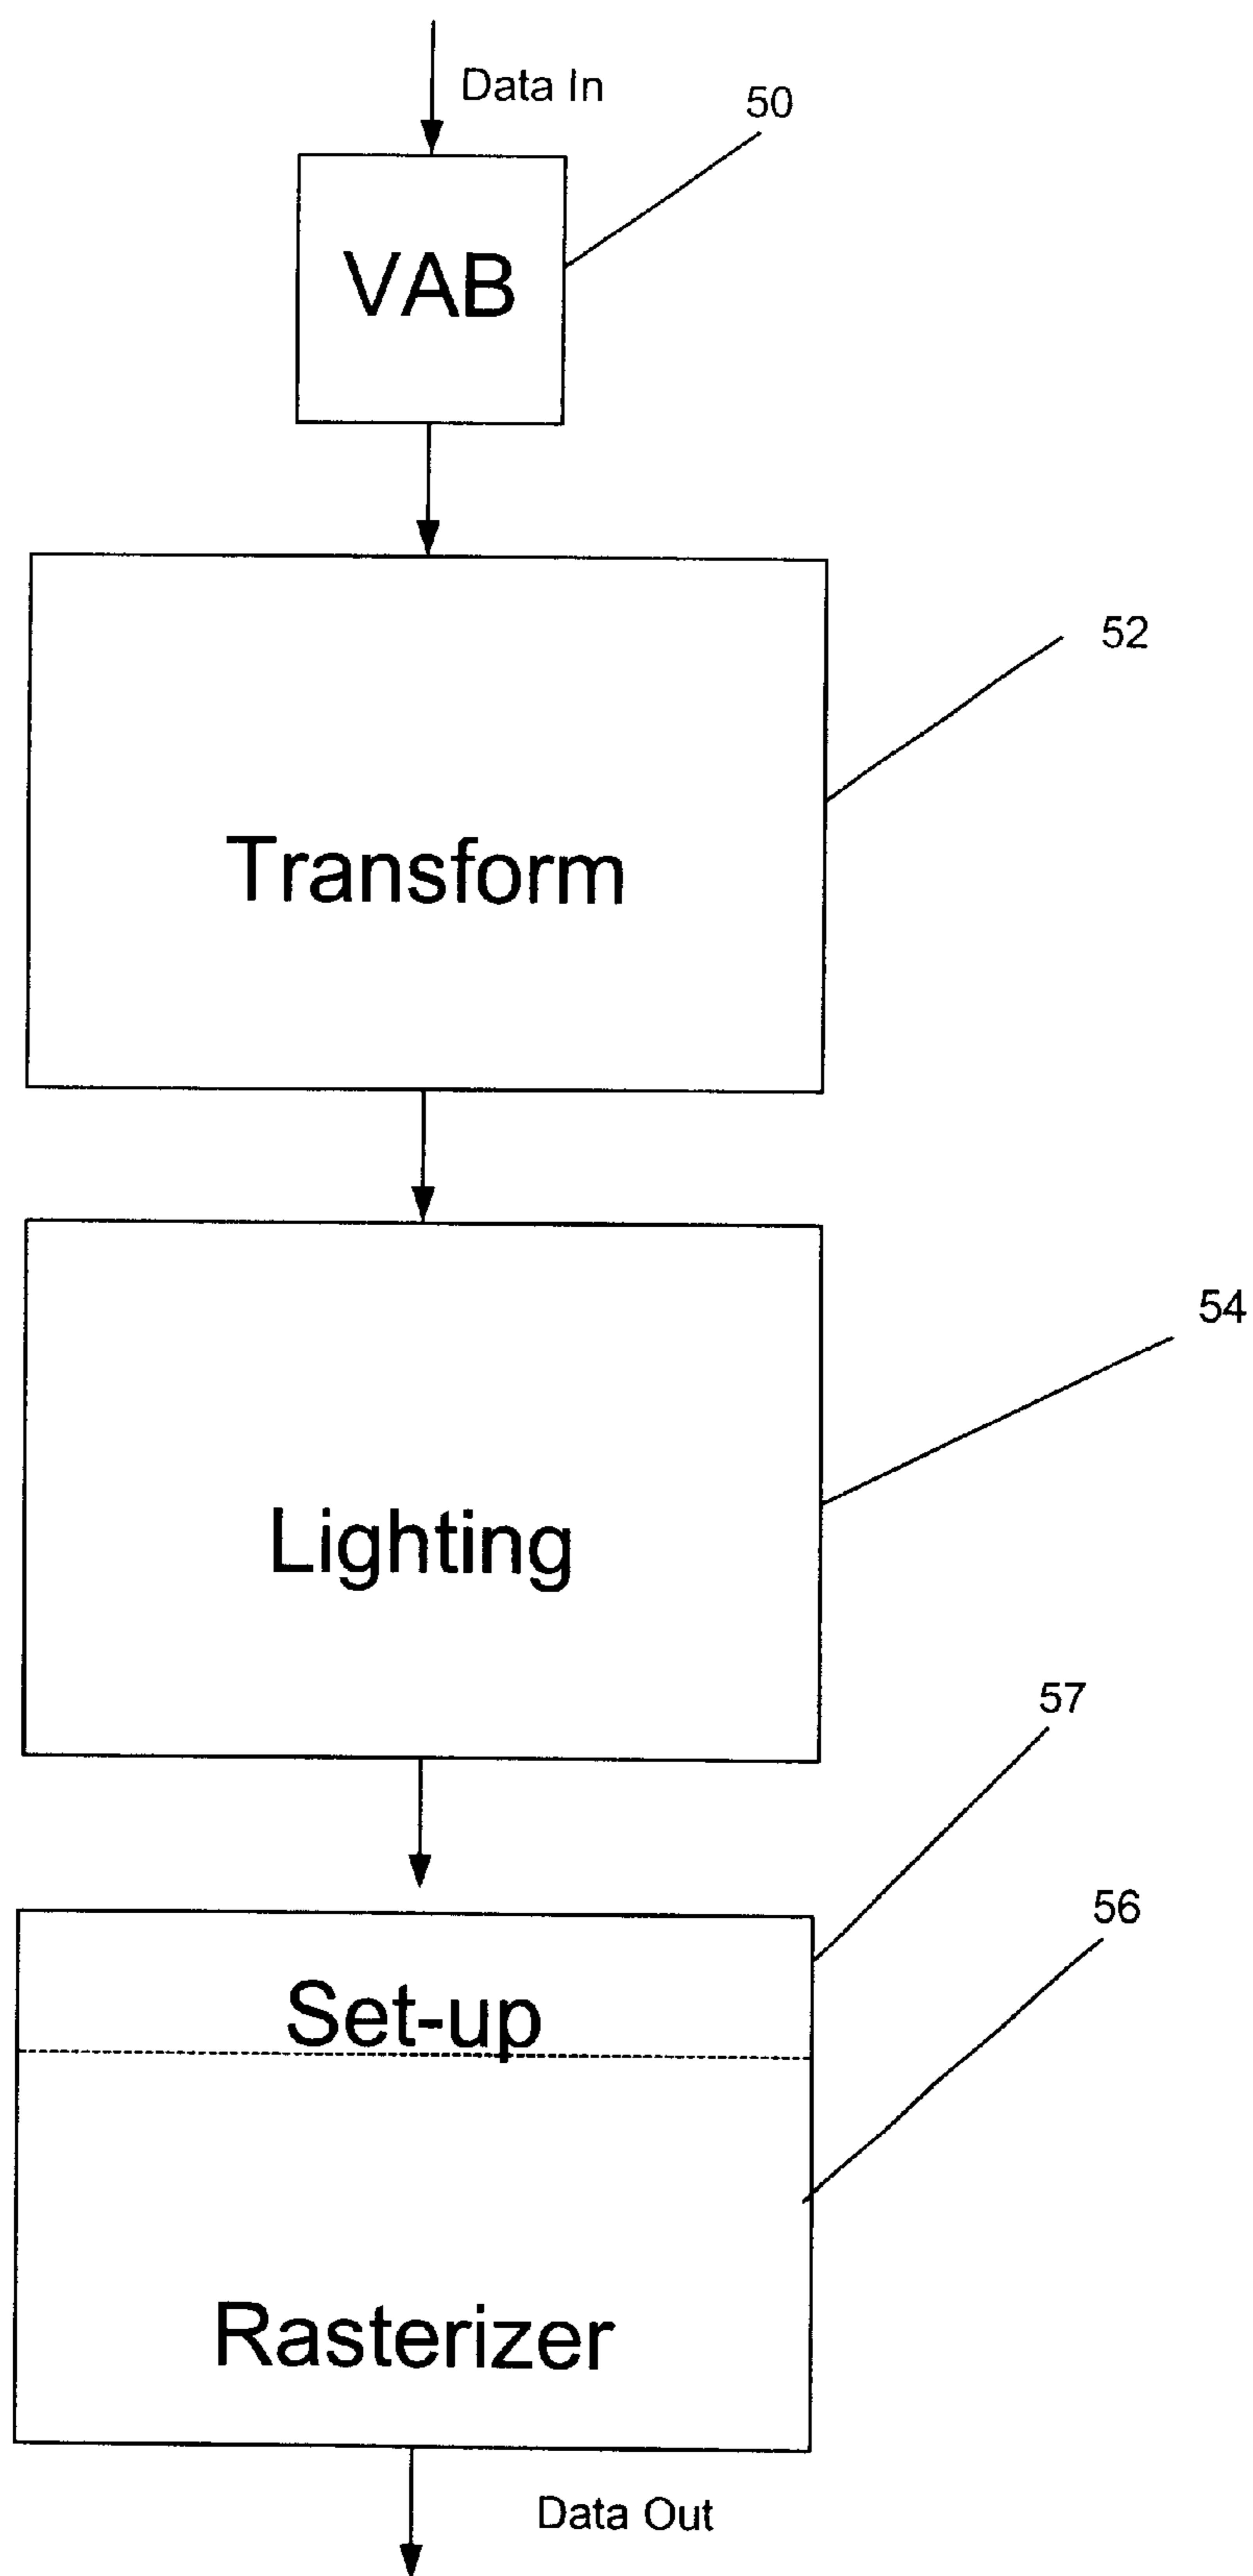 Data In
50
VAB
52
Transform
54
Lighting
57
Set-up
56
Rasterizer
Data Out